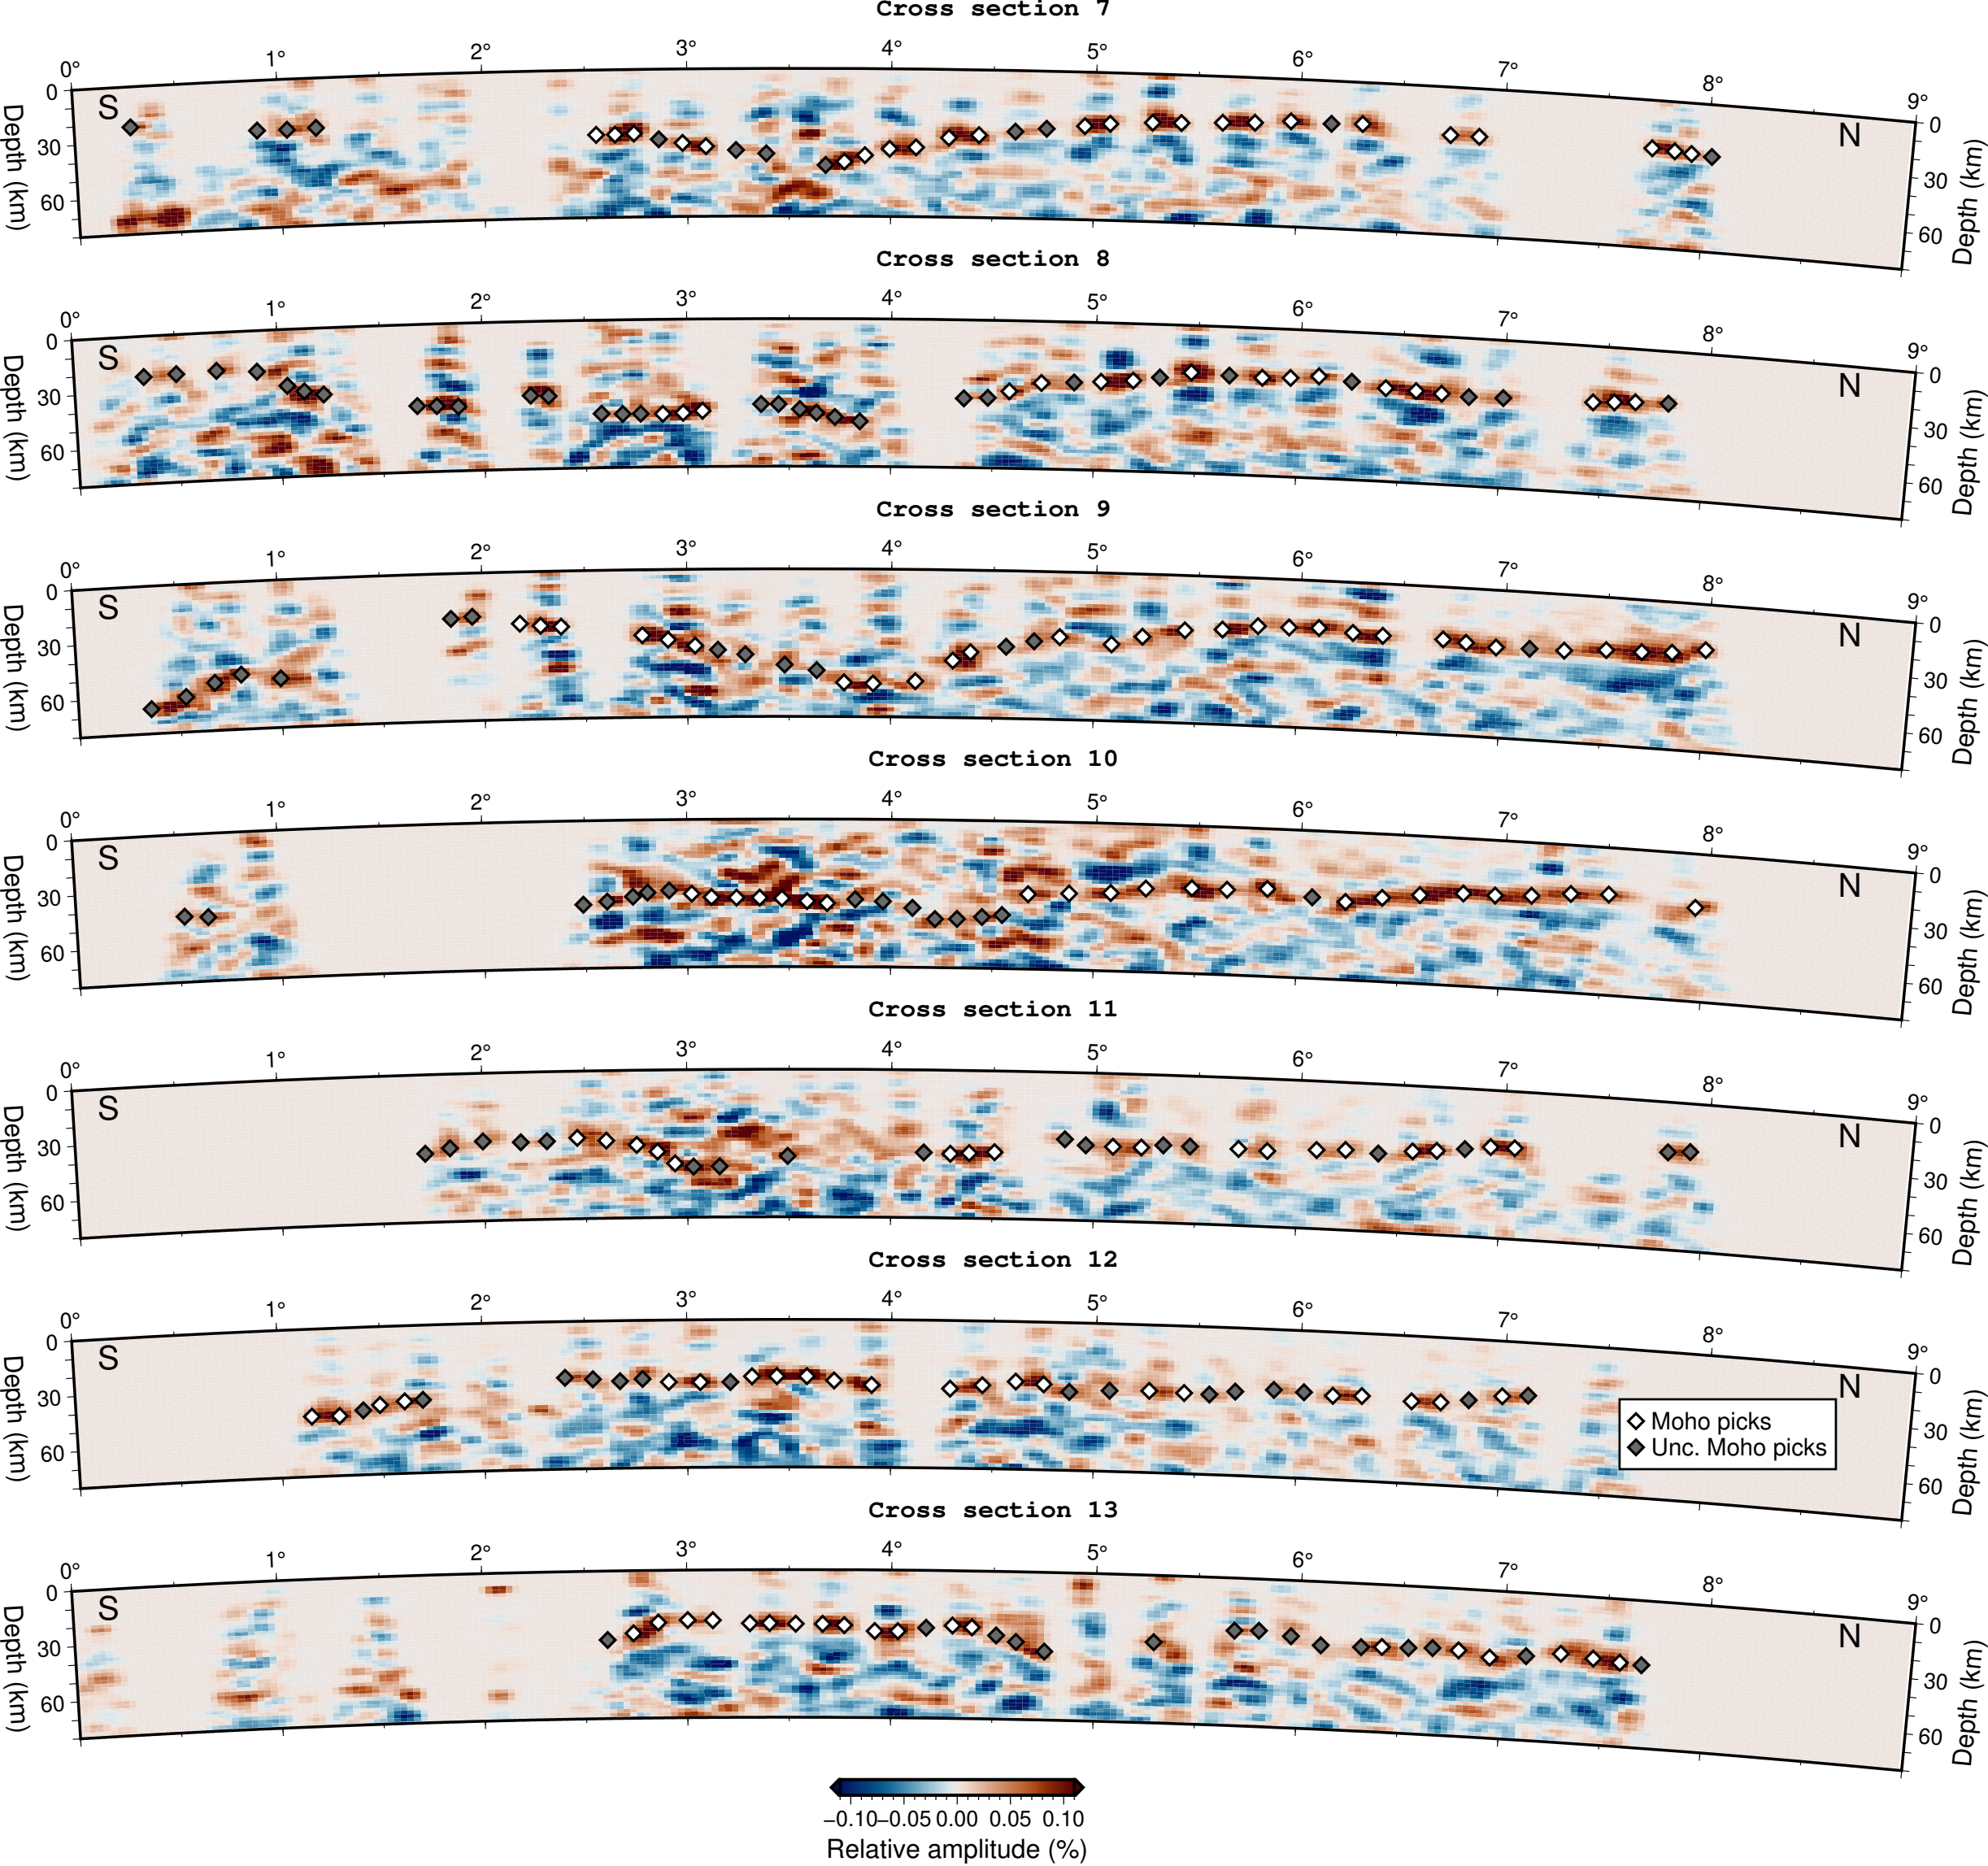 Cross section 7
0° 1° 2° 3° 4° 5° 6° 7° 8° 9°
S N
Depth (km) 0 30 60
Depth (km) 0 30 60
Cross section 8
0° 1° 2° 3° 4° 5° 6° 7° 8° 9°
S N
Depth (km) 0 30 60
Depth (km) 0 30 60
Cross section 9
0° 1° 2° 3° 4° 5° 6° 7° 8° 9°
S N
Depth (km) 0 30 60
Depth (km) 0 30 60
Cross section 10
0° 1° 2° 3° 4° 5° 6° 7° 8° 9°
S N
Depth (km) 0 30 60
Depth (km) 0 30 60
Cross section 11
0° 1° 2° 3° 4° 5° 6° 7° 8° 9°
S N
Depth (km) 0 30 60
Depth (km) 0 30 60
Cross section 12
0° 1° 2° 3° 4° 5° 6° 7° 8° 9°
S N
Depth (km) 0 30 60
Depth (km) 0 30 60
Moho picks
Unc. Moho picks
Cross section 13
0° 1° 2° 3° 4° 5° 6° 7° 8° 9°
S N
Depth (km) 0 30 60
Depth (km) 0 30 60
−0.10 −0.05 0.00 0.05 0.10
Relative amplitude (%)